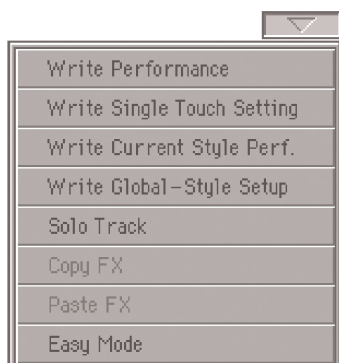 Write Performance
Write Single Touch Setting
Write Current Style Perf.
Write Global-Style Setup
Solo Track
Copy FX
Paste FX
Easy Mode